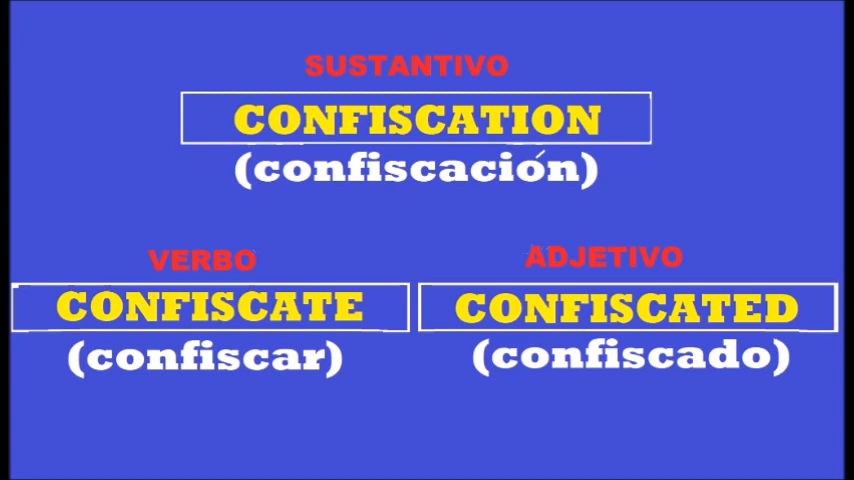 SUSTANTIVO
CONFISCATION
(confiscación)
VERBO
CONFISCATE
(confiscar)
ADJETIVO
CONFISCATED
(confiscado)